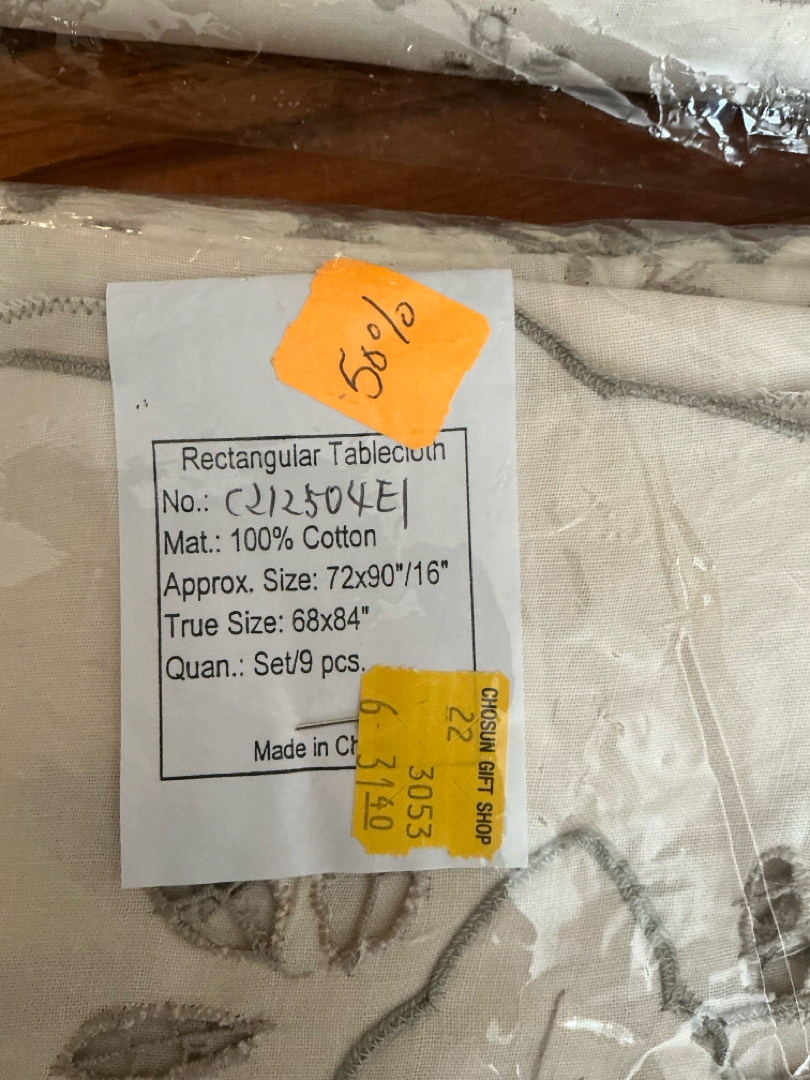 50%
Rectangular Tablecloth
No.: C212504E1
Mat.: 100% Cotton
Approx. Size: 72x90"/16"
True Size: 68x84"
Quan.: Set/9 pcs.
Made in Ch
CHOSUN GIFT SHOP
22
3053
6 3140